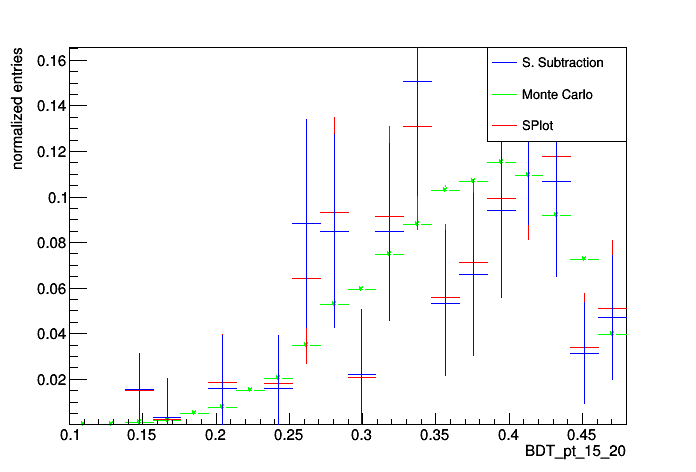 normalized entries
0.16
0.14
0.12
0.1
0.08
0.06
0.04
0.02
S. Subtraction
Monte Carlo
SPlot
0.1 0.15 0.2 0.25 0.3 0.35 0.4 0.45
BDT_pt_15_20